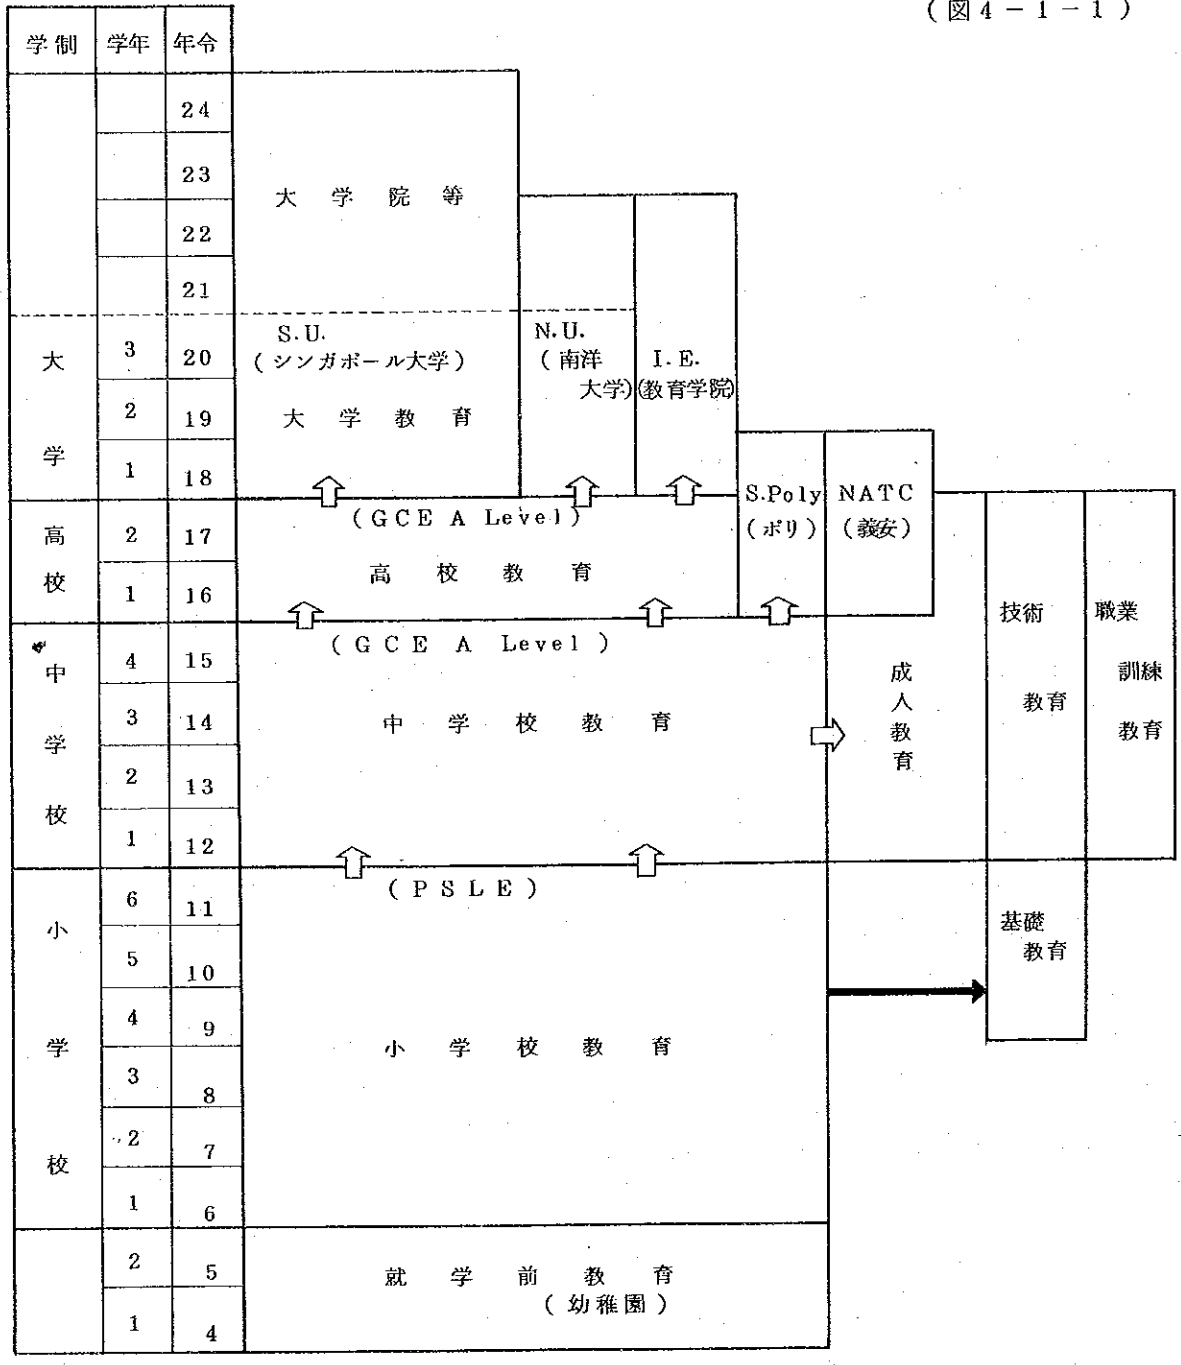 (図4-1-1)
学制 学年 年令
24
23
大学院等
22
21
S.U.
N.U.
3 20 (シンガポール大学) (南洋 I.E.
大 大学) (教育学院)
2 19 大学教育
学 1 18
S.Poly NATC
(GCE A Level)
高 2 17 (ポリ) (義安)
高校教育
校 1 16
技術 職業
(GCE A Level)
中 4 15 成 訓練
人
学 3 14 中学校教育 教 教育 教育
育
2 13
校
1 12
(PSLE)
6 11
小 基礎
5 10 教育
4 9
学 小学校教育
3 8
2 7
校
1 6
2 5 就学前教育
(幼稚園)
1 4